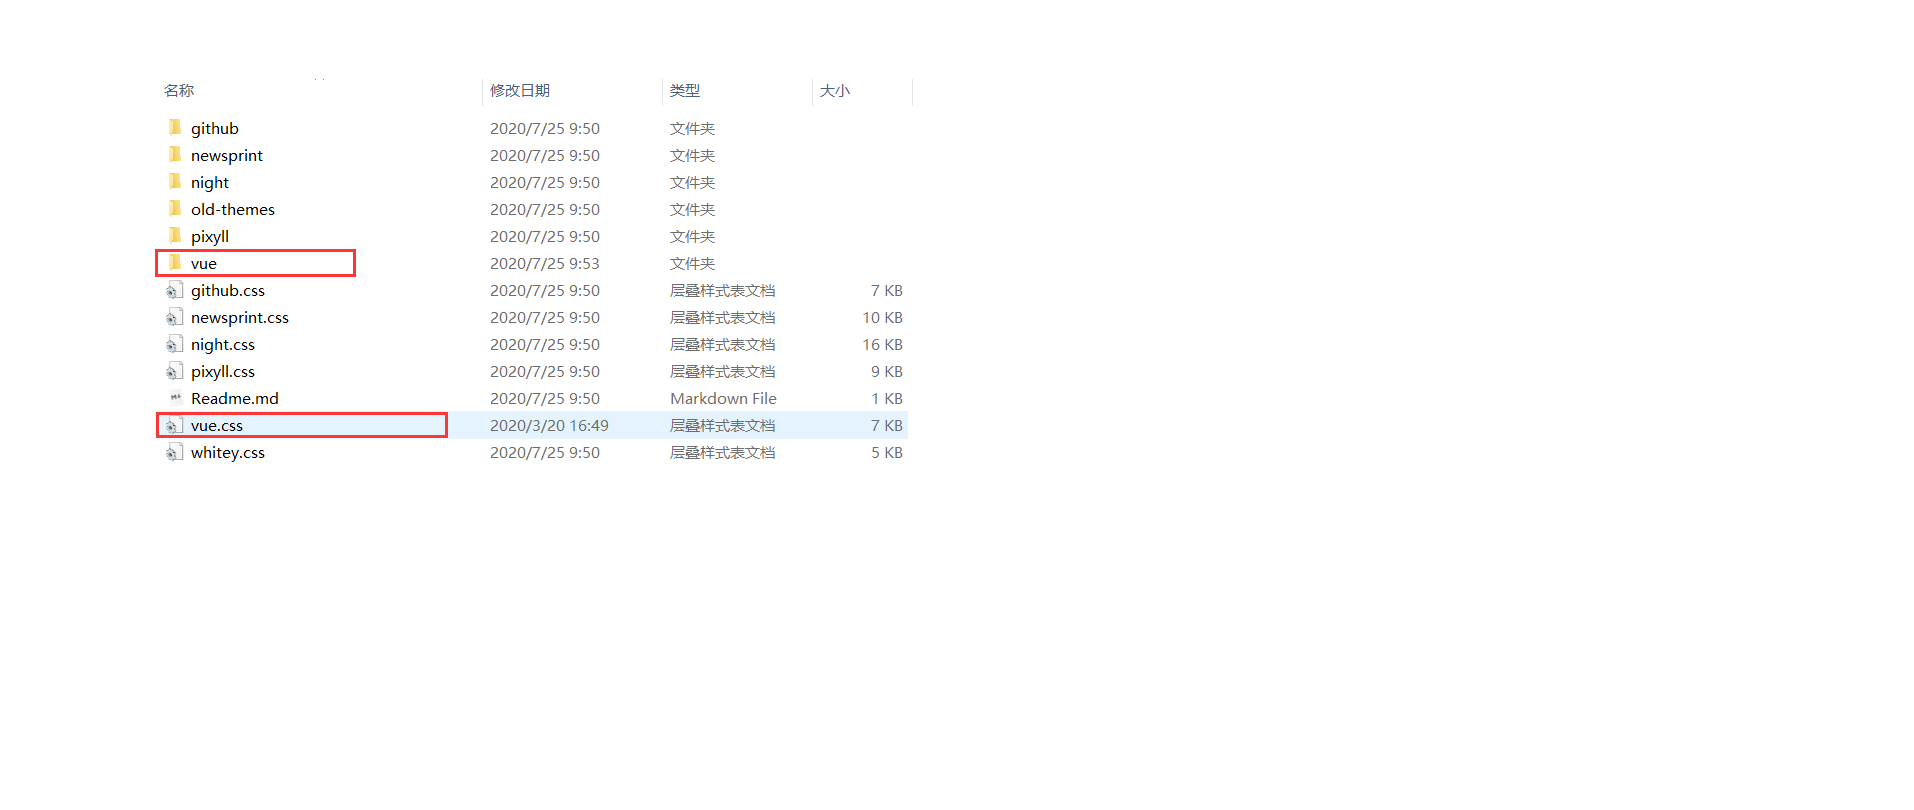 名称 修改日期 类型 大小
github 2020/7/25 9:50 文件夹
newsprint 2020/7/25 9:50 文件夹
night 2020/7/25 9:50 文件夹
old-themes 2020/7/25 9:50 文件夹
pixyll 2020/7/25 9:50 文件夹
vue 2020/7/25 9:53 文件夹
github.css 2020/7/25 9:50 层叠样式表文档 7 KB
newsprint.css 2020/7/25 9:50 层叠样式表文档 10 KB
night.css 2020/7/25 9:50 层叠样式表文档 16 KB
pixyll.css 2020/7/25 9:50 层叠样式表文档 9 KB
Readme.md 2020/7/25 9:50 Markdown File 1 KB
vue.css 2020/3/20 16:49 层叠样式表文档 7 KB
whitey.css 2020/7/25 9:50 层叠样式表文档 5 KB